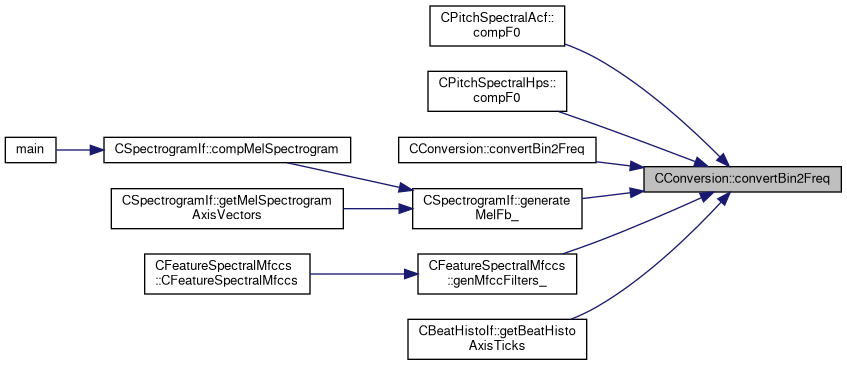 CPitchSpectralAcf::
compF0
CPitchSpectralHps::
compF0
main
CSpectrogramIf::compMelSpectrogram
CConversion::convertBin2Freq
CConversion::convertBin2Freq
CSpectrogramIf::getMelSpectrogram
AxisVectors
CSpectrogramIf::generate
MelFb_
CFeatureSpectralMfccs
::CFeatureSpectralMfccs
CFeatureSpectralMfccs
::genMfccFilters_
CBeatHistoIf::getBeatHisto
AxisTicks